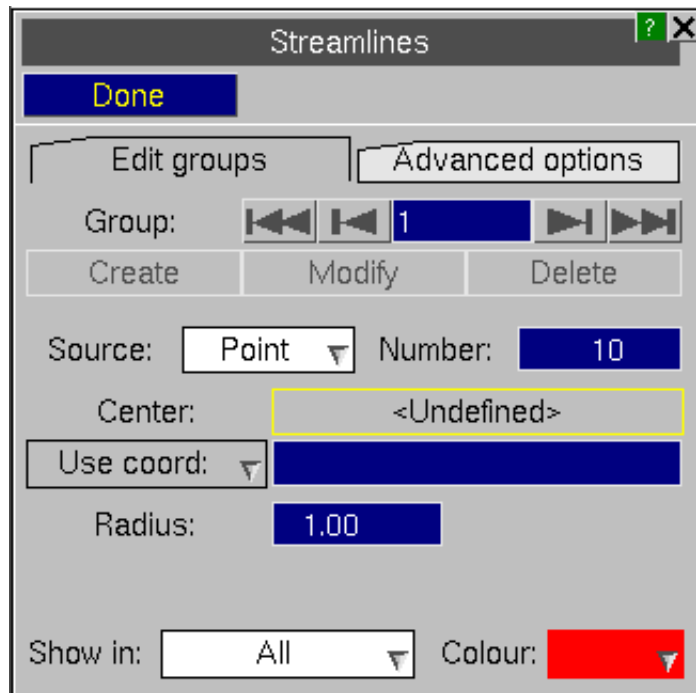 Streamlines ?
Done
Edit groups Advanced options
Group: 1
Create Modify Delete
Source: Point Number: 10
Center: <Undefined>
Use coord:
Radius: 1.00
Show in: All Colour: